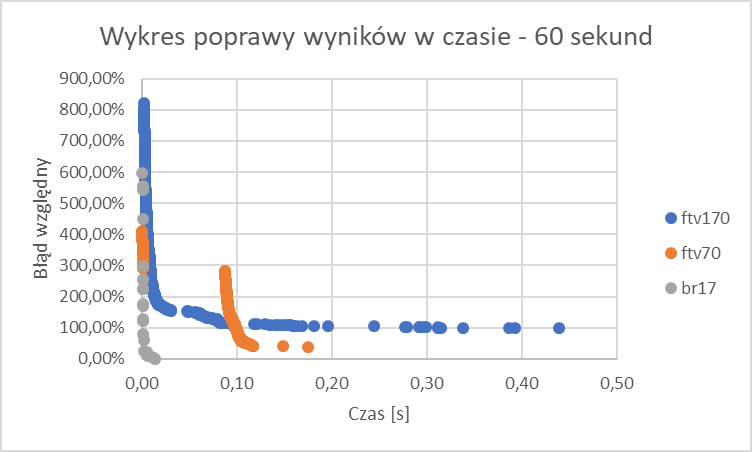 Wykres poprawy wyników w czasie - 60 sekund
900,00%
800,00%
700,00%
600,00%
500,00%
400,00%
300,00%
200,00%
100,00%
0,00%
Błąd względny
0,00
0,10
0,20
0,30
0,40
0,50
Czas [s]
ftv170
ftv70
br17